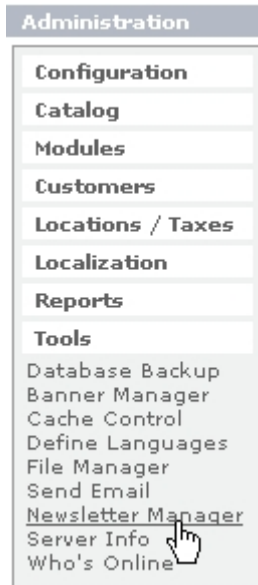 Administration
Configuration
Catalog
Modules
Customers
Locations / Taxes
Localization
Reports
Tools
Database Backup
Banner Manager
Cache Control
Define Languages
File Manager
Send Email
Newsletter Manager
Server Info
Who's Online